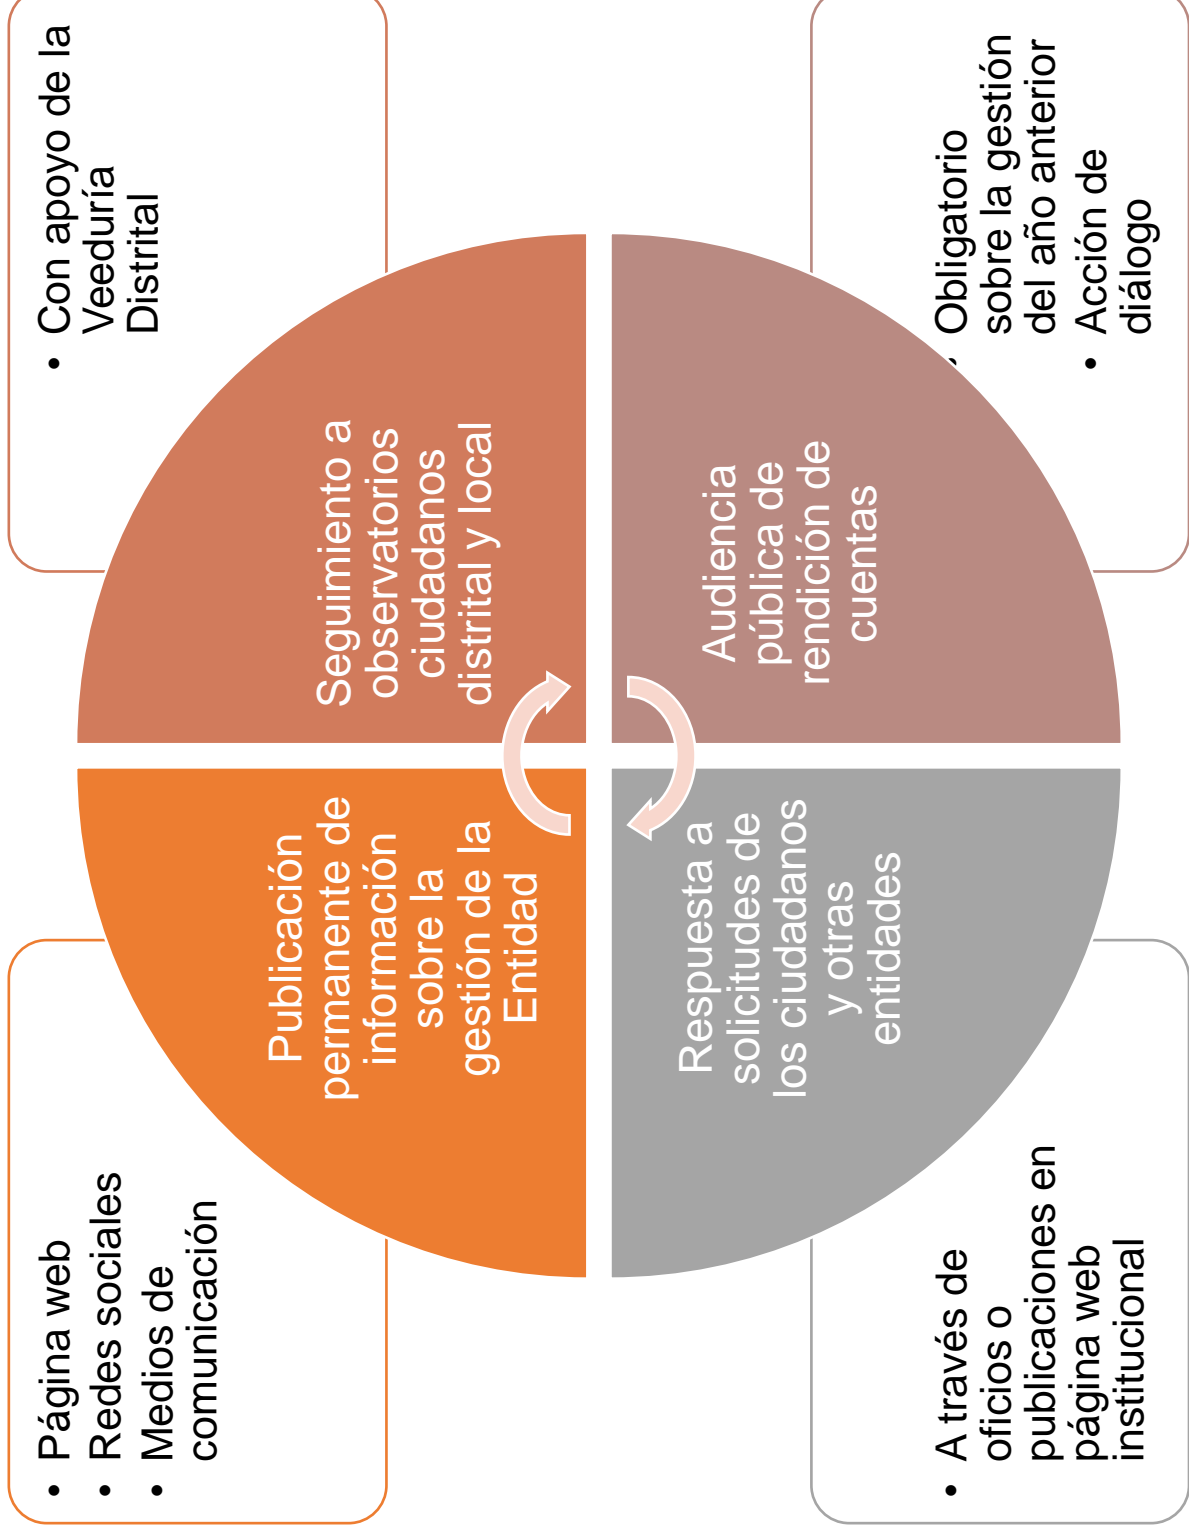 • Página web
• Redes sociales
• Medios de
comunicación
• Con apoyo de la
Veeduría
Distrital
Publicación
permanente de
información
sobre la
gestión de la
Entidad
Seguimiento a
observatorios
ciudadanos
distrital y local
Respuesta a
solicitudes de
los ciudadanos
y otras
entidades
Audiencia
pública de
rendición de
cuentas
• A través de
oficios o
publicaciones en
página web
institucional
• Obligatorio
sobre la gestión
del año anterior
• Acción de
diálogo